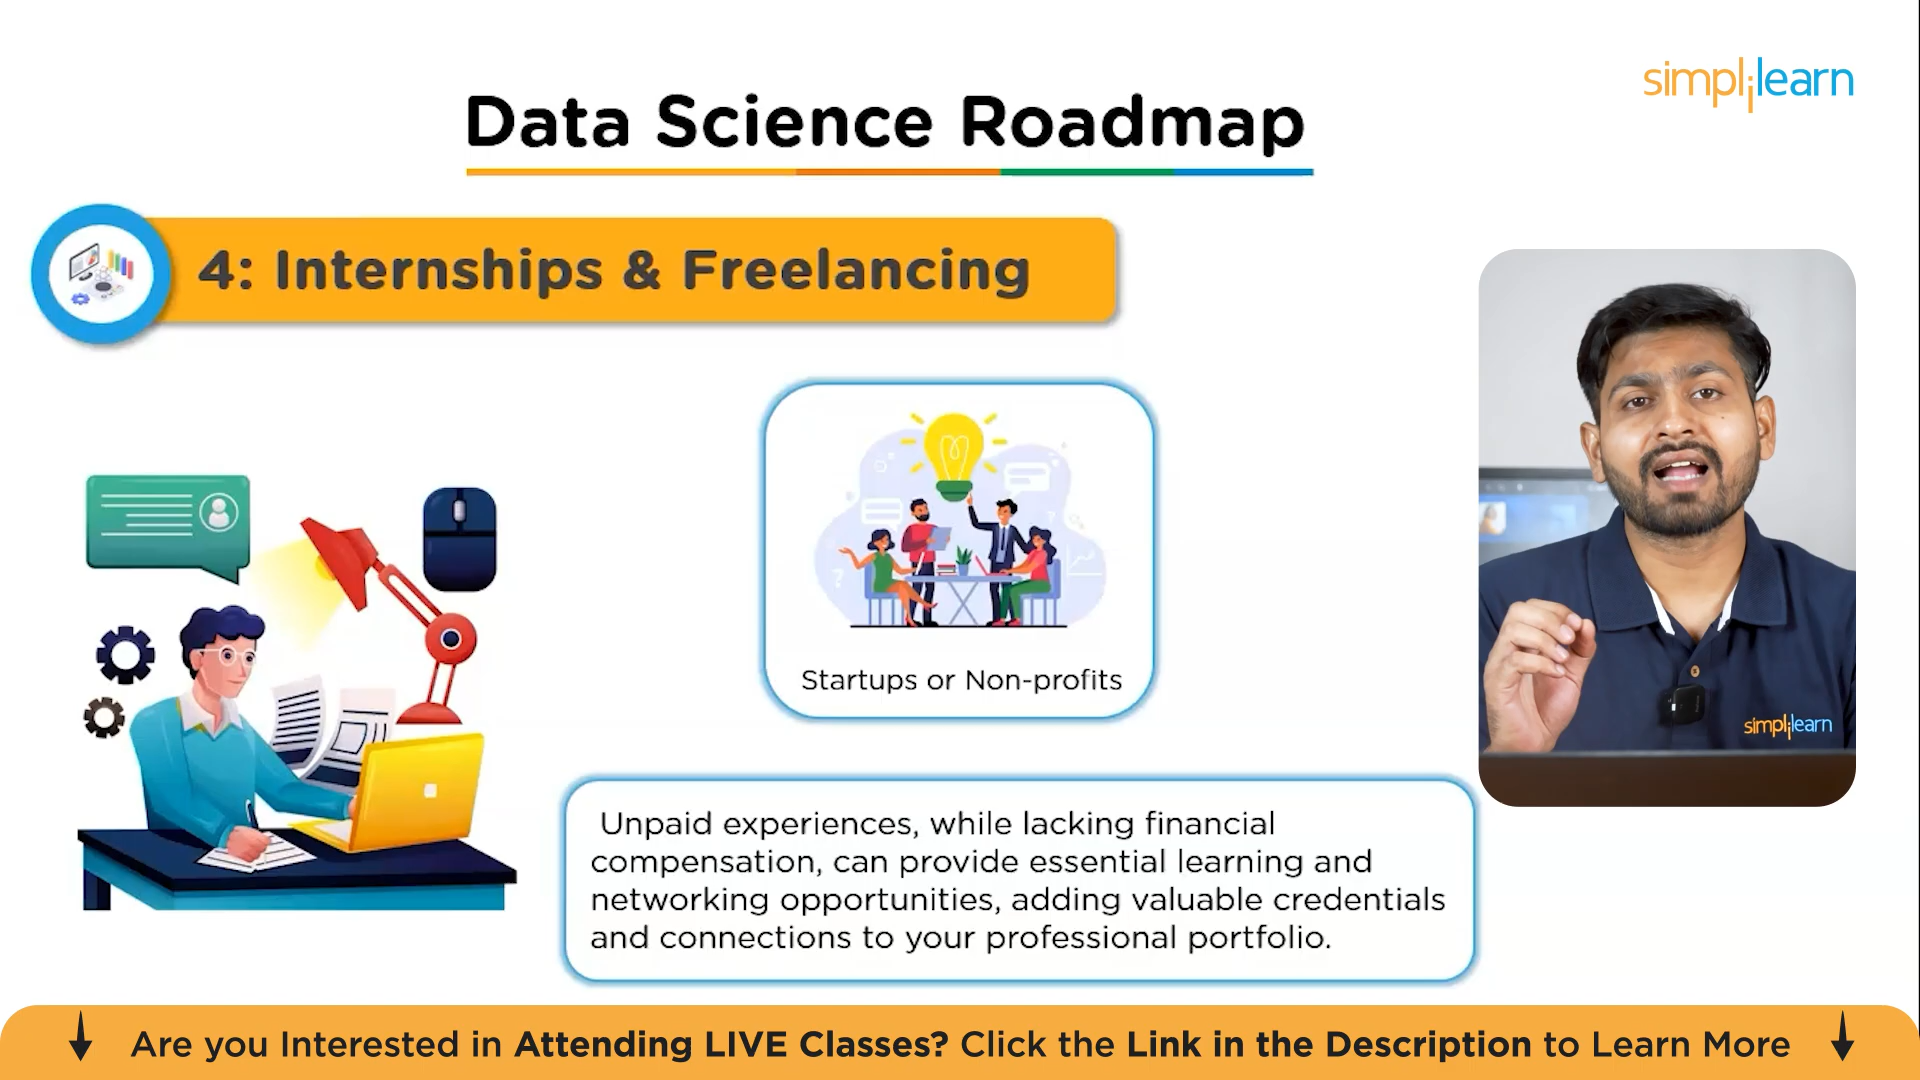 simplilearn
Data Science Roadmap
4: Internships & Freelancing
Startups or Non-profits
simplilearn
Unpaid experiences, while lacking financial
compensation, can provide essential learning and
networking opportunities, adding valuable credentials
and connections to your professional portfolio.
Are you Interested in Attending LIVE Classes? Click the Link in the Description to Learn More